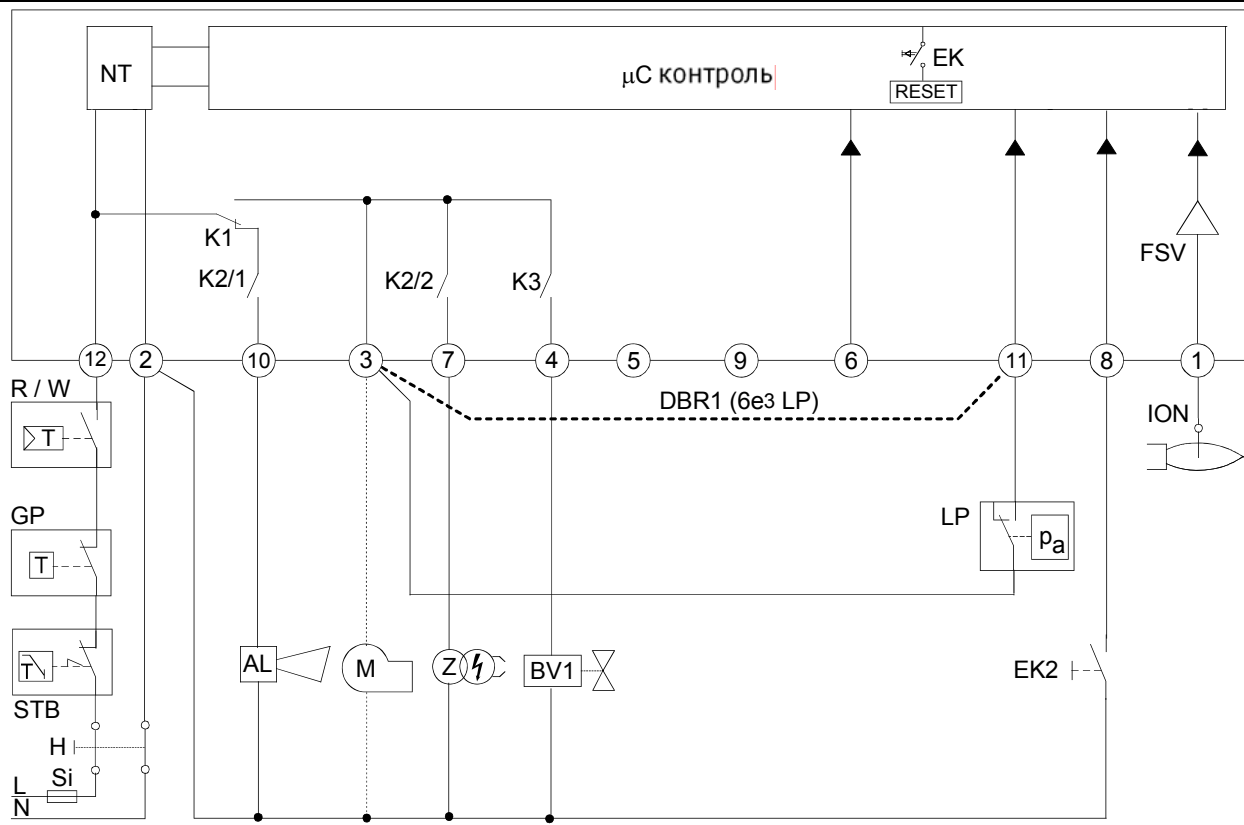 NT
μC контроль
EK
RESET
FSV
K1
K2/1
K2/2
K3
12
2
10
3
7
4
5
9
6
11
8
1
R / W
DBR1 (без LP)
ION
T
GP
LP
pa
T
AL
M
Z
BV1
EK2
T
STB
H
L
Si
N